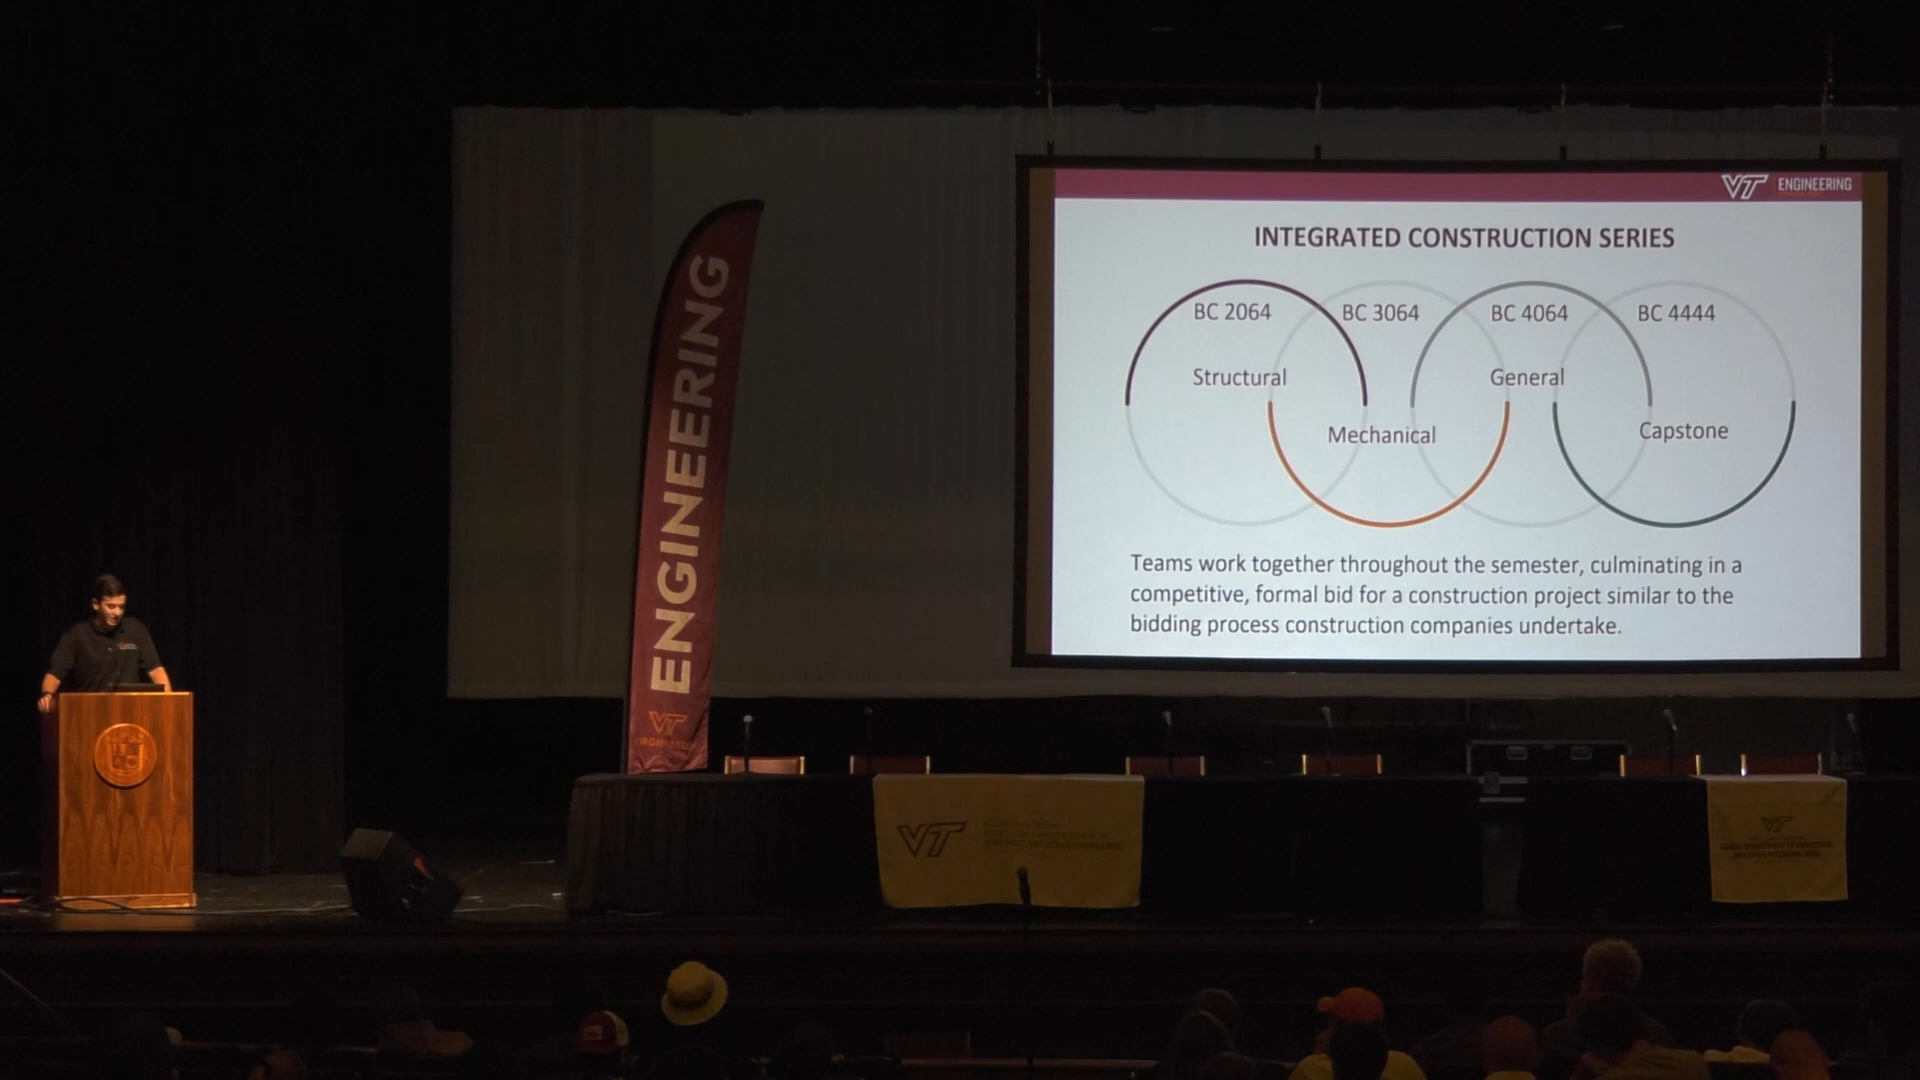 VT ENGINEERING
INTEGRATED CONSTRUCTION SERIES
BC 2064
BC 3064
BC 4064
BC 4444
Structural
General
Mechanical
Capstone
Teams work together throughout the semester, culminating in a
competitive, formal bid for a construction project similar to the
bidding process construction companies undertake.
ENGINEERING
VT
VT
VT